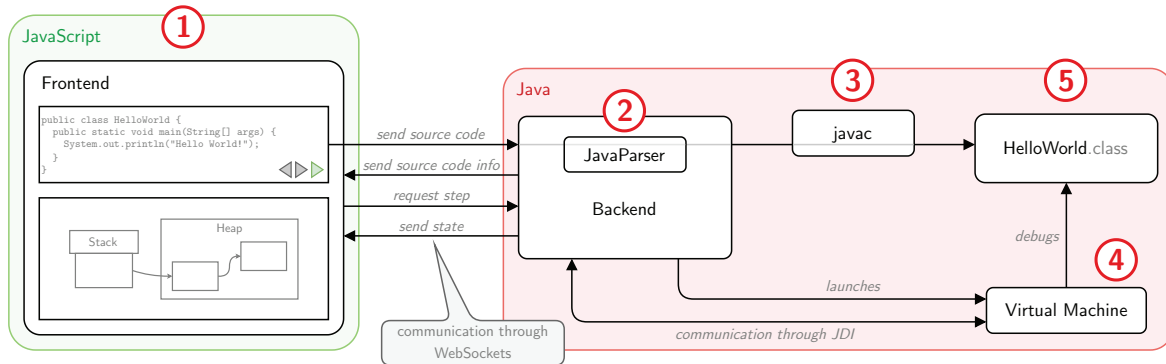 1
JavaScript
Frontend
public class HelloWorld {
public static void main(String[] args) {
System.out.println("Hello World!");
}
}
Stack
Heap
send source code
send source code info
request step
send state
communication through
WebSockets
Java
2
JavaParser
Backend
3
javac
5
HelloWorld.class
debugs
4
Virtual Machine
launches
communication through JDI